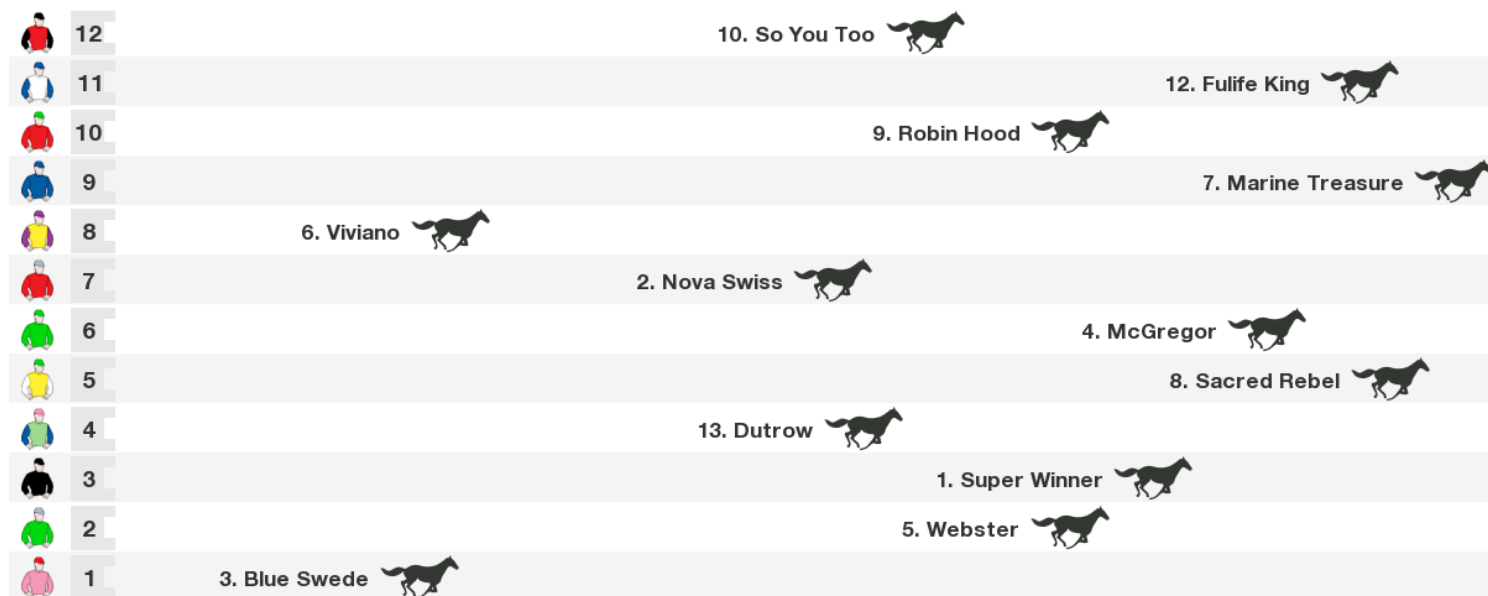 12 10. So You Too
11 12. Fulife King
10 9. Robin Hood
9 7. Marine Treasure
8 6. Viviano
7 2. Nova Swiss
6 4. McGregor
5 8. Sacred Rebel
4 13. Dutrow
3 1. Super Winner
2 5. Webster
1 3. Blue Swede